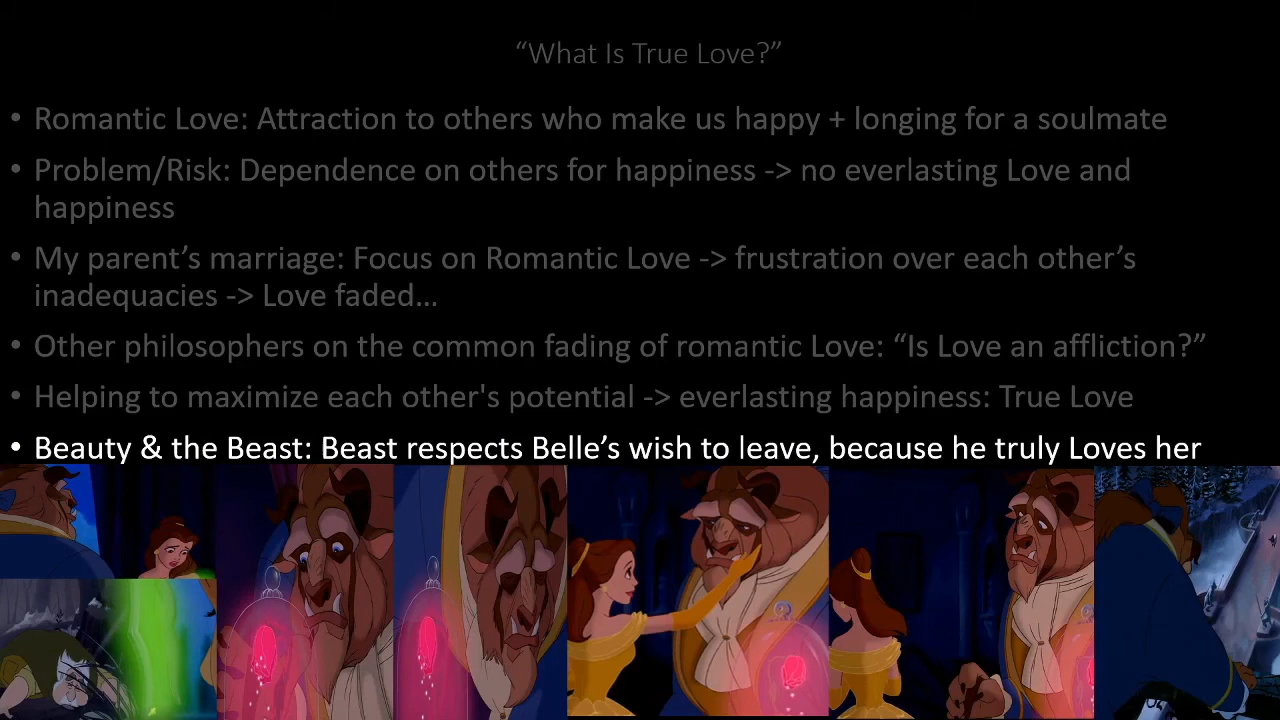 “What Is True Love?”
• Romantic Love: Attraction to others who make us happy + longing for a soulmate
• Problem/Risk: Dependence on others for happiness -> no everlasting Love and
happiness
• My parent’s marriage: Focus on Romantic Love -> frustration over each other’s
inadequacies -> Love faded…
• Other philosophers on the common fading of romantic Love: “Is Love an affliction?”
• Helping to maximize each other's potential -> everlasting happiness: True Love
• Beauty & the Beast: Beast respects Belle’s wish to leave, because he truly Loves her